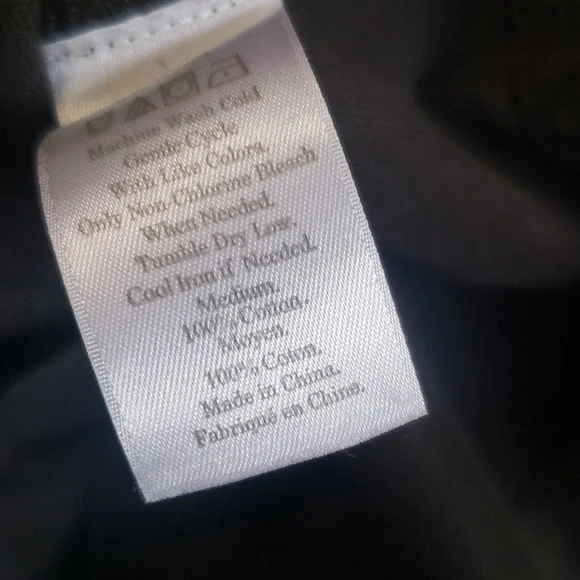 Machine Wash Cold
Gentle Cycle
With Like Colors.
Only Non-Chlorine Bleach
When Needed.
Tumble Dry Low.
Cool Iron if Needed.
Medium.
100% Cotton.
Moyen.
100% Coton.
Made in China.
Fabriqué en Chine.